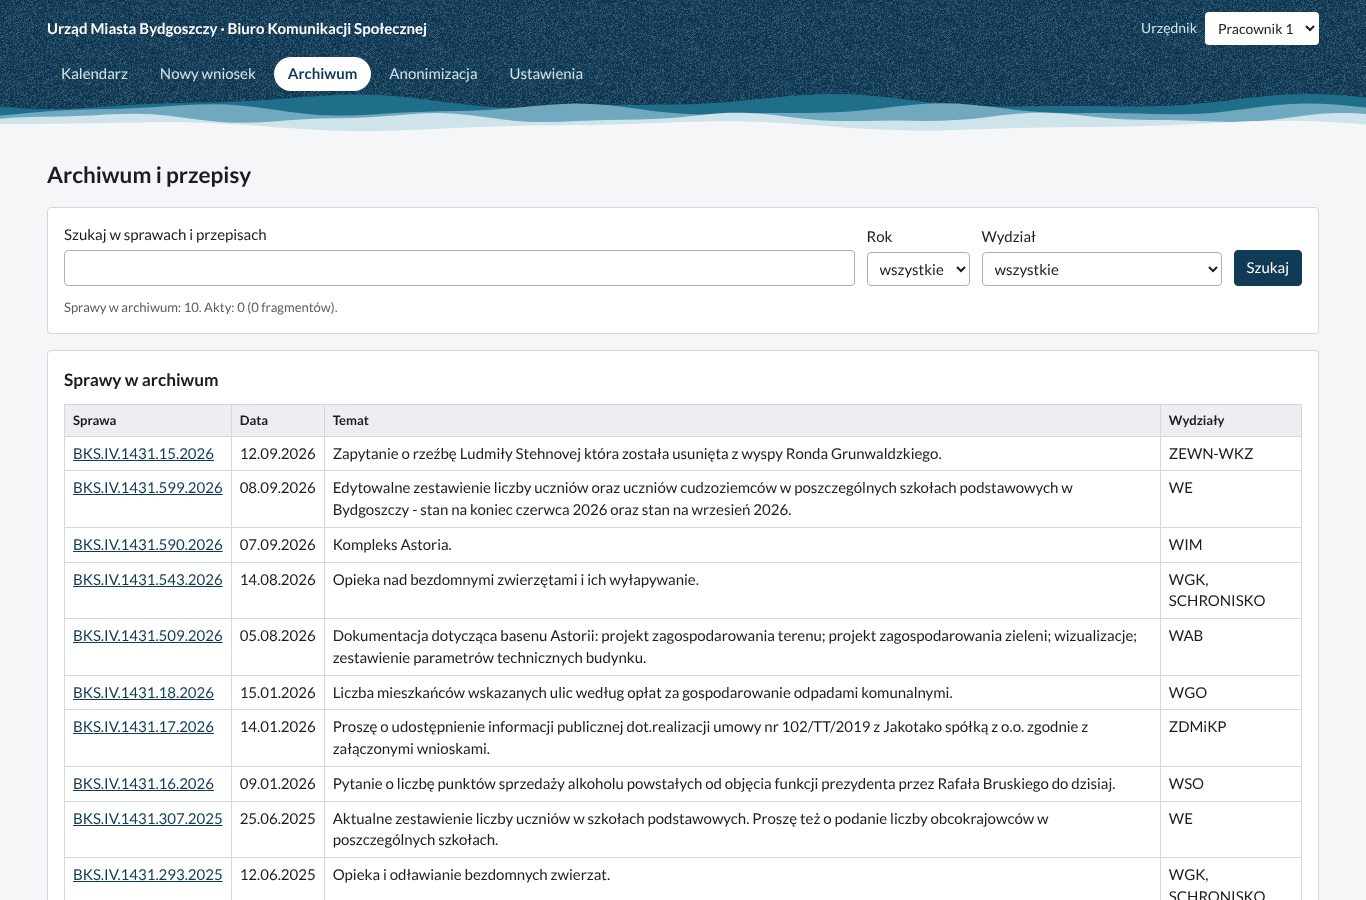 Urząd Miasta Bydgoszczy · Biuro Komunikacji Społecznej
Urzędnik
Pracownik 1
Kalendarz
Nowy wniosek
Archiwum
Anonimizacja
Ustawienia
Archiwum i przepisy
Szukaj w sprawach i przepisach
Rok
Wydział
wszystkie
wszystkie
Szukaj
Sprawy w archiwum: 10. Akty: 0 (0 fragmentów).
Sprawy w archiwum
Sprawa Data Temat Wydziały
BKS.IV.1431.15.2026 12.09.2026 Zapytanie o rzeźbę Ludmiły Stehnovej która została usunięta z wyspy Ronda Grunwaldzkiego. ZEWN-WKZ
BKS.IV.1431.599.2026 08.09.2026 Edytowalne zestawienie liczby uczniów oraz uczniów cudzoziemców w poszczególnych szkołach podstawowych w WE
Bydgoszczy - stan na koniec czerwca 2026 oraz stan na wrzesień 2026.
BKS.IV.1431.590.2026 07.09.2026 Kompleks Astoria. WIM
BKS.IV.1431.543.2026 14.08.2026 Opieka nad bezdomnymi zwierzętami i ich wyłapywanie. WGK,
SCHRONISKO
BKS.IV.1431.509.2026 05.08.2026 Dokumentacja dotycząca basenu Astorii: projekt zagospodarowania terenu; projekt zagospodarowania zieleni; wizualizacje; WAB
zestawienie parametrów technicznych budynku.
BKS.IV.1431.18.2026 15.01.2026 Liczba mieszkańców wskazanych ulic według opłat za gospodarowanie odpadami komunalnymi. WGO
BKS.IV.1431.17.2026 14.01.2026 Proszę o udostępnienie informacji publicznej dot.realizacji umowy nr 102/TT/2019 z Jakotako spółką z o.o. zgodnie z ZDMiKP
załączonymi wnioskami.
BKS.IV.1431.16.2026 09.01.2026 Pytanie o liczbę punktów sprzedaży alkoholu powstałych od objęcia funkcji prezydenta przez Rafała Bruskiego do dzisiaj. WSO
BKS.IV.1431.307.2025 25.06.2025 Aktualne zestawienie liczby uczniów w szkołach podstawowych. Proszę też o podanie liczby obcokrajowców w WE
poszczególnych szkołach.
BKS.IV.1431.293.2025 12.06.2025 Opieka i odławianie bezdomnych zwierzat. WGK,
SCHRONISKO